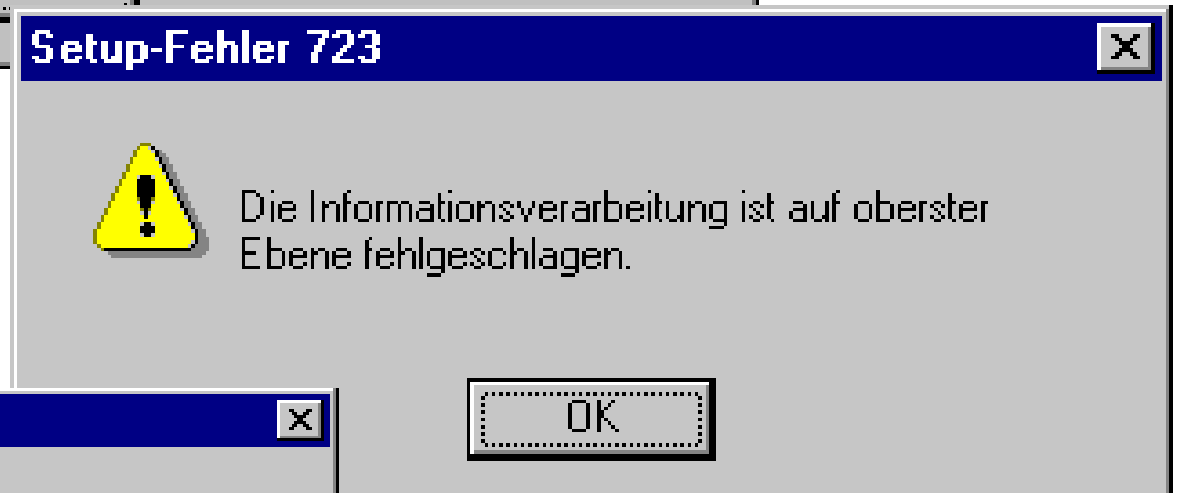 Setup-Fehler 723
Die Informationsverarbeitung ist auf oberster
Ebene fehlgeschlagen.
OK